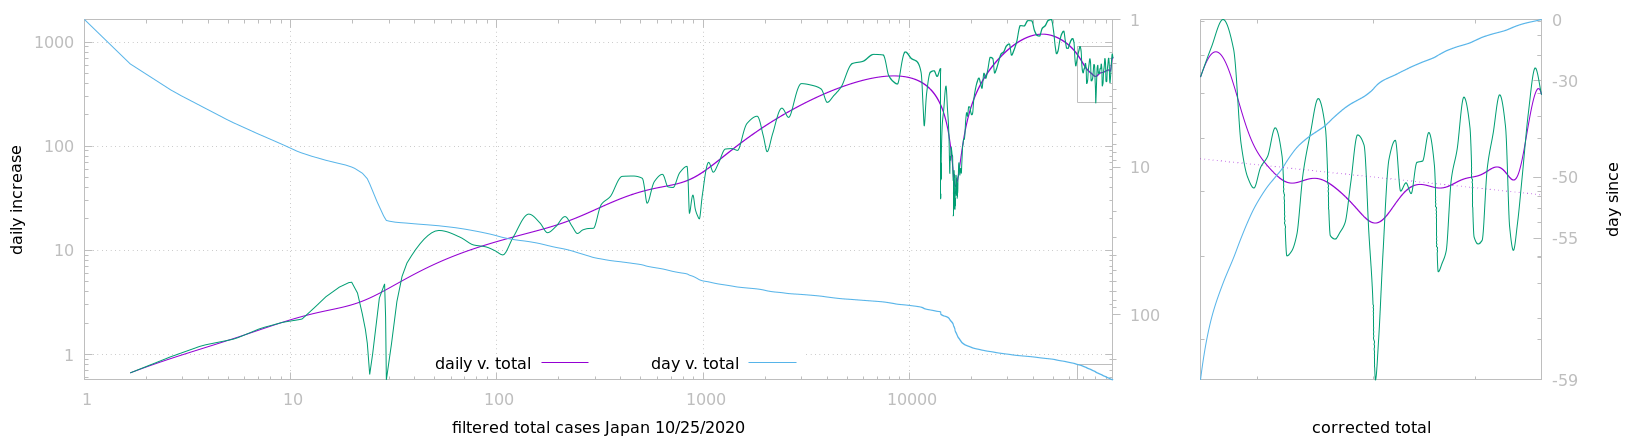 1000
100
10
1
daily increase
daily v. total
day v. total
1
10
100
1000
10000
filtered total cases Japan 10/25/2020
1
10
100
0
-30
-50
-55
-59
day since
corrected total